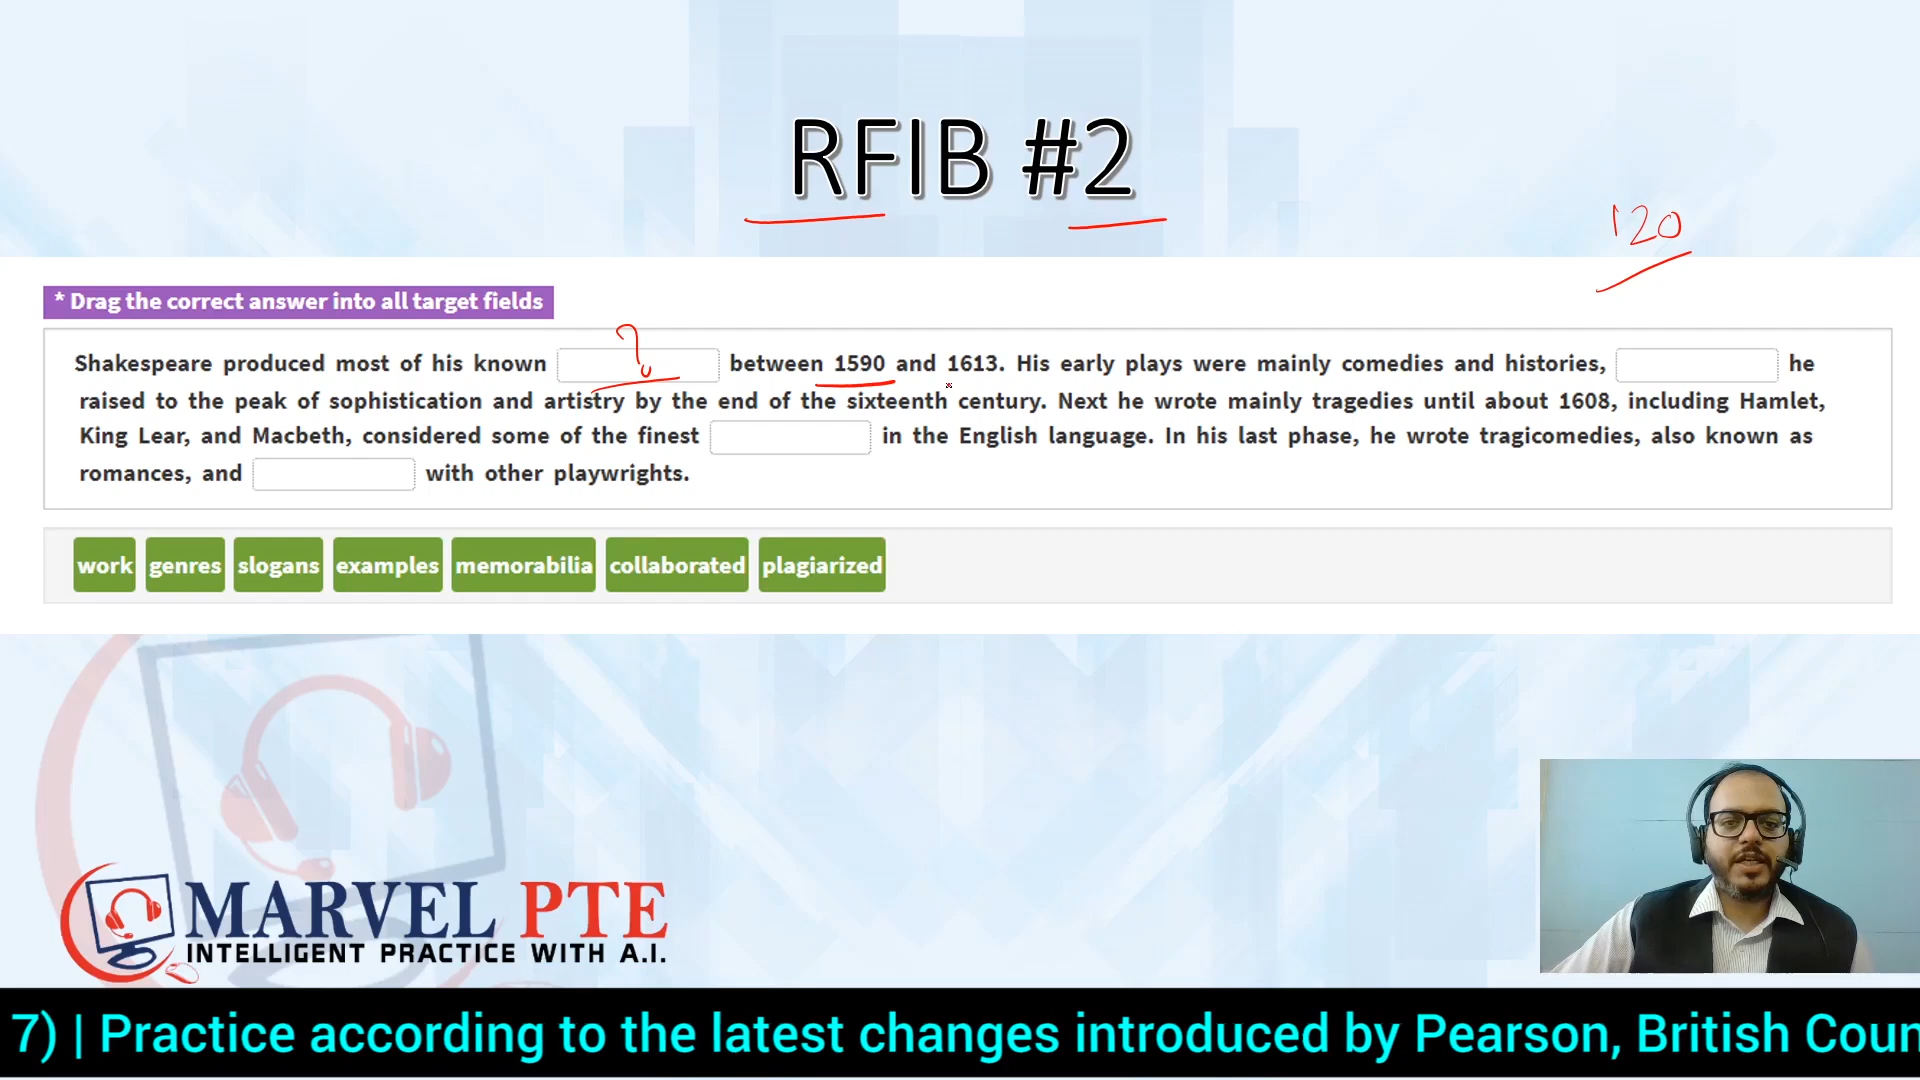 RFIB #2
120
* Drag the correct answer into all target fields
?
Shakespeare produced most of his known between 1590 and 1613. His early plays were mainly comedies and histories, he
raised to the peak of sophistication and artistry by the end of the sixteenth century. Next he wrote mainly tragedies until about 1608, including Hamlet,
King Lear, and Macbeth, considered some of the finest in the English language. In his last phase, he wrote tragicomedies, also known as
romances, and with other playwrights.
work genres slogans examples memorabilia collaborated plagiarized
MARVEL PTE
INTELLIGENT PRACTICE WITH A.I.
7) | Practice according to the latest changes introduced by Pearson, British Coun